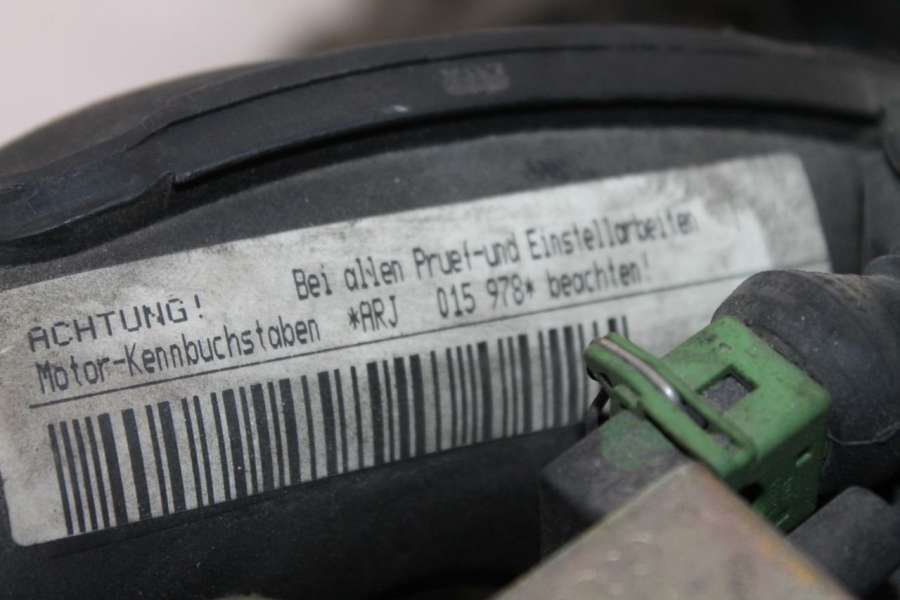 ACHTUNG! Bei allen Pruef-und Einstellarbeiten
Motor-Kennbuchstaben *ARJ 015 978* beachten!